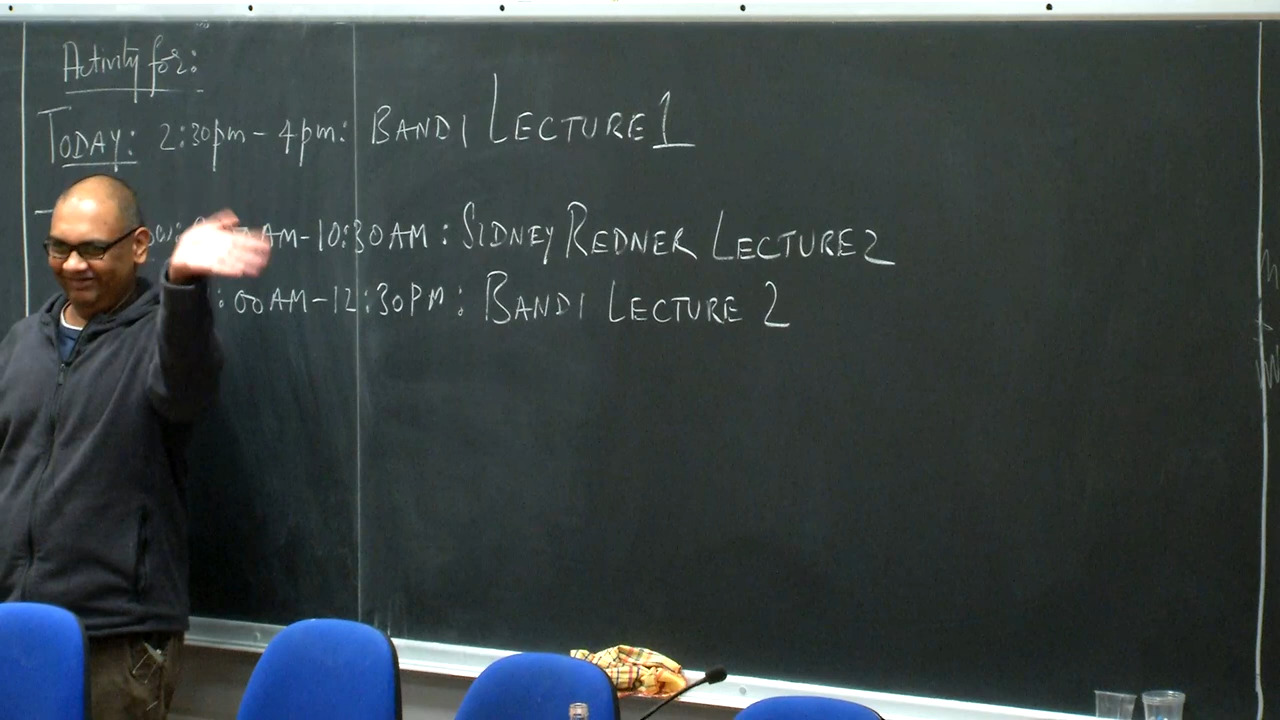 Activity for:
TODAY: 2:30pm - 4pm: BANDI LECTURE 1
AM-10:30AM: SIDNEY REDNER LECTURE 2
:00AM-12:30PM: BANDI LECTURE 2